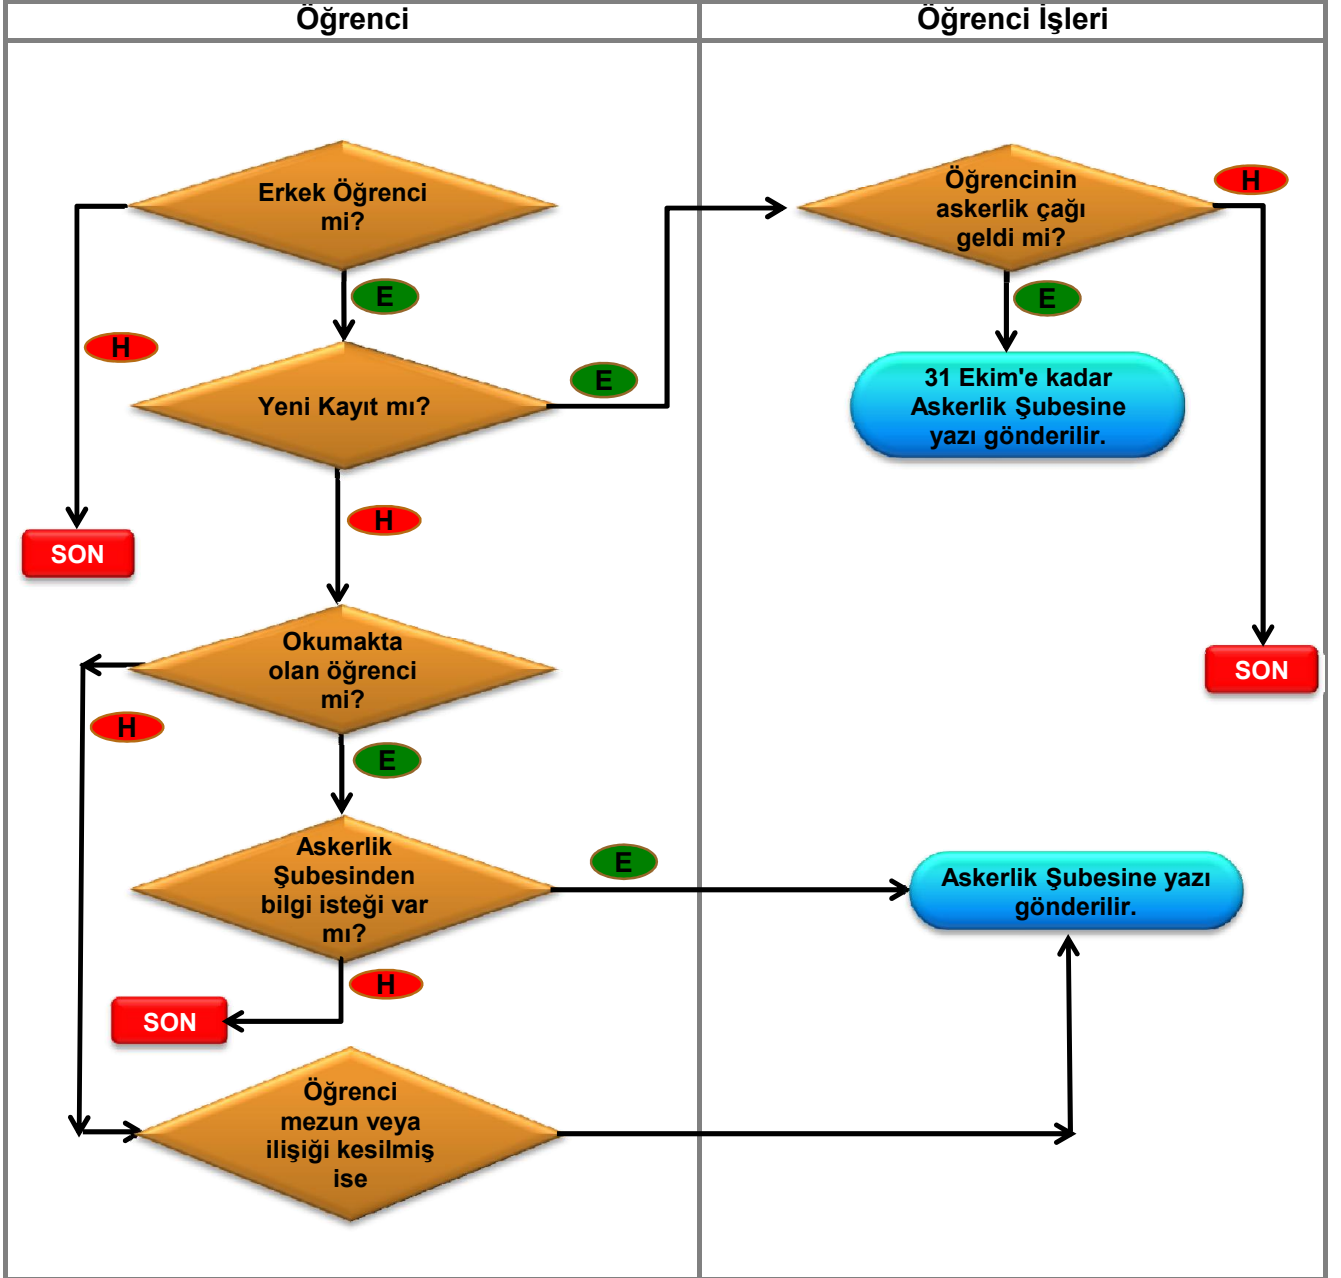 Öğrenci
Öğrenci İşleri
Erkek Öğrenci
mi?
Öğrencinin
askerlik çağı
geldi mi?
H
E
E
H
E
Yeni Kayıt mı?
31 Ekim'e kadar
Askerlik Şubesine
yazı gönderilir.
H
SON
Okumakta
olan öğrenci
mi?
SON
H
E
Askerlik
Şubesinden
bilgi isteği var
mı?
E
Askerlik Şubesine yazı
gönderilir.
H
SON
Öğrenci
mezun veya
ilişiği kesilmiş
ise